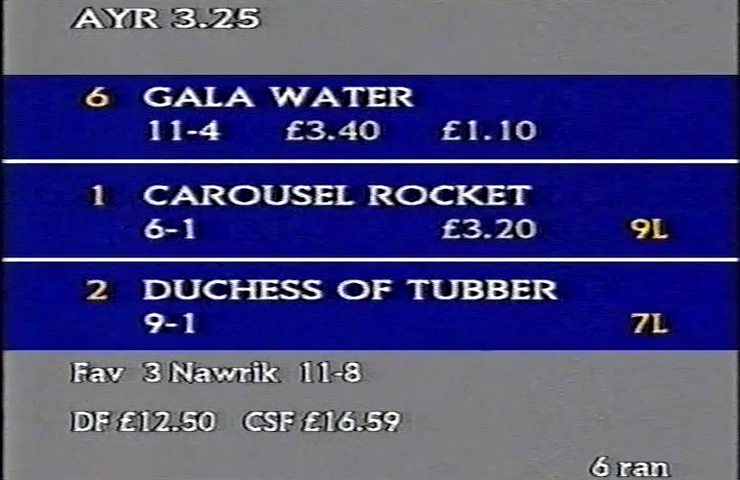 AYR 3.25
6 GALA WATER
11-4 £3.40 £1.10
1 CAROUSEL ROCKET
6-1 £3.20 9L
2 DUCHESS OF TUBBER
9-1 7L
Fav 3 Nawrik 11-8
DF £12.50 CSF £16.59
6 ran